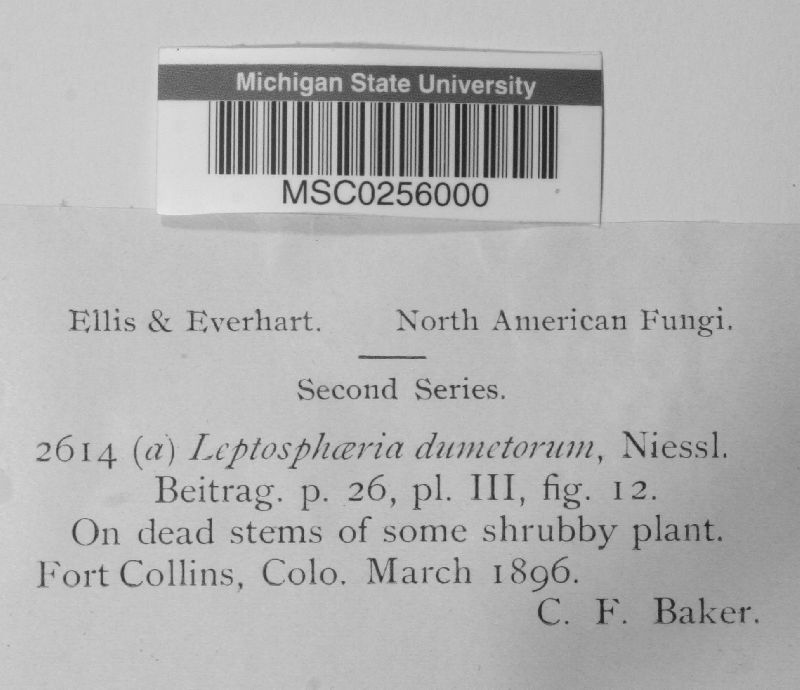 Michigan State University
MSC0256000
Ellis & Everhart. North American Fungi.
Second Series.
2614 (a) Leptosphæria dumetorum, Niessl.
Beitrag. p. 26, pl. III, fig. 12.
On dead stems of some shrubby plant.
Fort Collins, Colo. March 1896.
C. F. Baker.